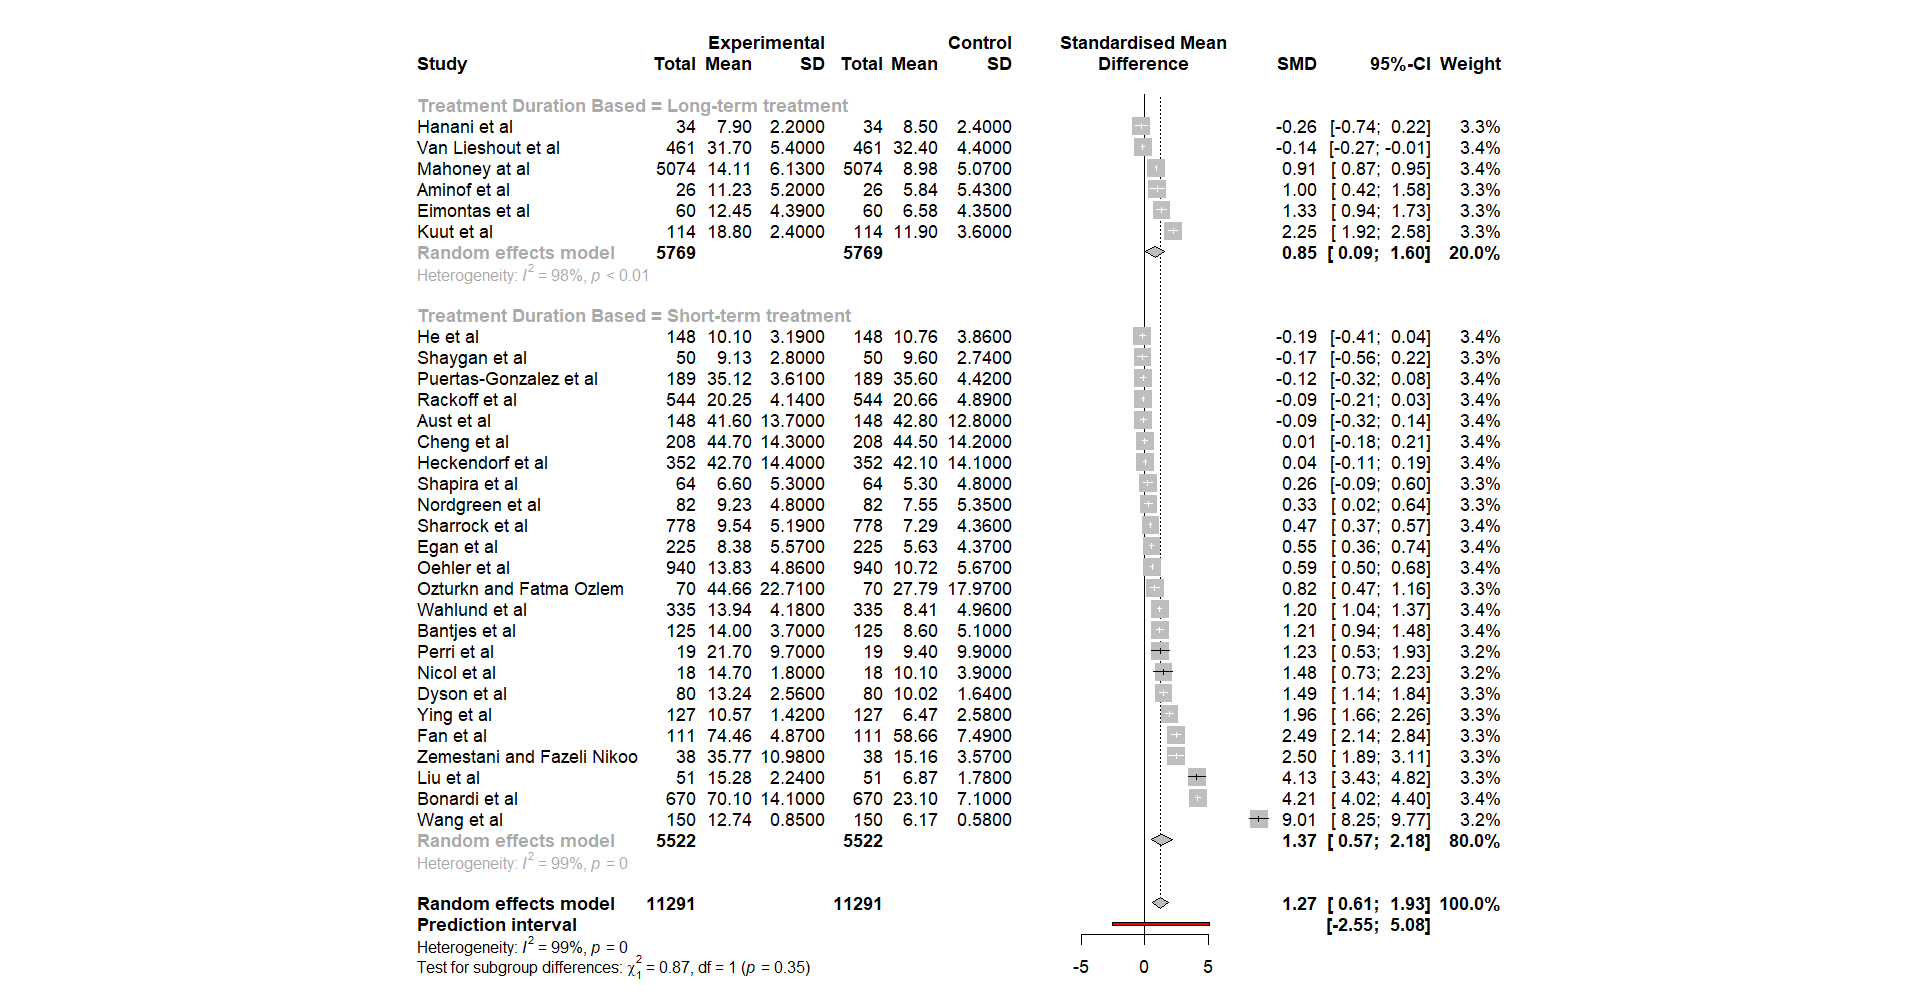 Experimental Control Standardised Mean
Study Total Mean SD Total Mean SD Difference SMD 95%-CI Weight
Treatment Duration Based = Long-term treatment
Hanani et al 34 7.90 2.2000 34 8.50 2.4000 -0.26 [-0.74; 0.22] 3.3%
Van Lieshout et al 461 31.70 5.4000 461 32.40 4.4000 -0.14 [-0.27; -0.01] 3.4%
Mahoney at al 5074 14.11 6.1300 5074 8.98 5.0700 0.91 [ 0.87; 0.95] 3.4%
Aminof et al 26 11.23 5.2000 26 5.84 5.4300 1.00 [ 0.42; 1.58] 3.3%
Eimontas et al 60 12.45 4.3900 60 6.58 4.3500 1.33 [ 0.94; 1.73] 3.3%
Kuut et al 114 18.80 2.4000 114 11.90 3.6000 2.25 [ 1.92; 2.58] 3.3%
Random effects model 5769 5769 0.85 [ 0.09; 1.60] 20.0%
Heterogeneity: I² = 98%, p < 0.01
Treatment Duration Based = Short-term treatment
He et al 148 10.10 3.1900 148 10.76 3.8600 -0.19 [-0.41; 0.04] 3.4%
Shaygan et al 50 9.13 2.8000 50 9.60 2.7400 -0.17 [-0.56; 0.22] 3.3%
Puertas-Gonzalez et al 189 35.12 3.6100 189 35.60 4.4200 -0.12 [-0.32; 0.08] 3.4%
Rackoff et al 544 20.25 4.1400 544 20.66 4.8900 -0.09 [-0.21; 0.03] 3.4%
Aust et al 148 41.60 13.7000 148 42.80 12.8000 -0.09 [-0.32; 0.14] 3.4%
Cheng et al 208 44.70 14.3000 208 44.50 14.2000 0.01 [-0.18; 0.21] 3.4%
Heckendorf et al 352 42.70 14.4000 352 42.10 14.1000 0.04 [-0.11; 0.19] 3.4%
Shapira et al 64 6.60 5.3000 64 5.30 4.8000 0.26 [-0.09; 0.60] 3.3%
Nordgreen et al 82 9.23 4.8000 82 7.55 5.3500 0.33 [ 0.02; 0.64] 3.3%
Sharrock et al 778 9.54 5.1900 778 7.29 4.3600 0.47 [ 0.37; 0.57] 3.4%
Egan et al 225 8.38 5.5700 225 5.63 4.3700 0.55 [ 0.36; 0.74] 3.4%
Oehler et al 940 13.83 4.8600 940 10.72 5.6700 0.59 [ 0.50; 0.68] 3.4%
Ozturkn and Fatma Ozlem 70 44.66 22.7100 70 27.79 17.9700 0.82 [ 0.47; 1.16] 3.3%
Wahlund et al 335 13.94 4.1800 335 8.41 4.9600 1.20 [ 1.04; 1.37] 3.4%
Bantjes et al 125 14.00 3.7000 125 8.60 5.1000 1.21 [ 0.94; 1.48] 3.4%
Perri et al 19 21.70 9.7000 19 9.40 9.9000 1.23 [ 0.53; 1.93] 3.2%
Nicol et al 18 14.70 1.8000 18 10.10 3.9000 1.48 [ 0.73; 2.23] 3.2%
Dyson et al 80 13.24 2.5600 80 10.02 1.6400 1.49 [ 1.14; 1.84] 3.3%
Ying et al 127 10.57 1.4200 127 6.47 2.5800 1.96 [ 1.66; 2.26] 3.3%
Fan et al 111 74.46 4.8700 111 58.66 7.4900 2.49 [ 2.14; 2.84] 3.3%
Zemestani and Fazeli Nikoo 38 35.77 10.9800 38 15.16 3.5700 2.50 [ 1.89; 3.11] 3.3%
Liu et al 51 15.28 2.2400 51 6.87 1.7800 4.13 [ 3.43; 4.82] 3.3%
Bonardi et al 670 70.10 14.1000 670 23.10 7.1000 4.21 [ 4.02; 4.40] 3.4%
Wang et al 150 12.74 0.8500 150 6.17 0.5800 9.01 [ 8.25; 9.77] 3.2%
Random effects model 5522 5522 1.37 [ 0.57; 2.18] 80.0%
Heterogeneity: I² = 99%, p = 0
Random effects model 11291 11291 1.27 [ 0.61; 1.93] 100.0%
Prediction interval [-2.55; 5.08]
Heterogeneity: I² = 99%, p = 0
Test for subgroup differences: χ₁² = 0.87, df = 1 (p = 0.35)
-5 0 5